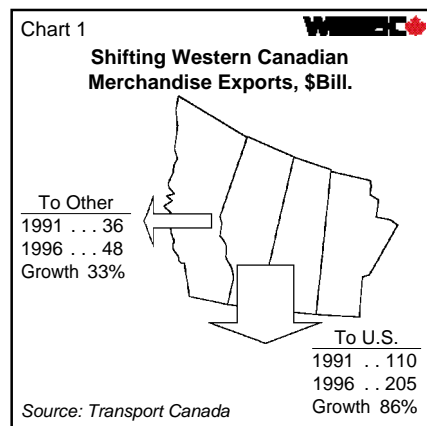 Chart 1
Shifting Western Canadian
Merchandise Exports, $Bill.
To Other
1991 . . . 36
1996 . . . 48
Growth 33%
To U.S.
1991 . . 110
1996 . . 205
Growth 86%
Source: Transport Canada